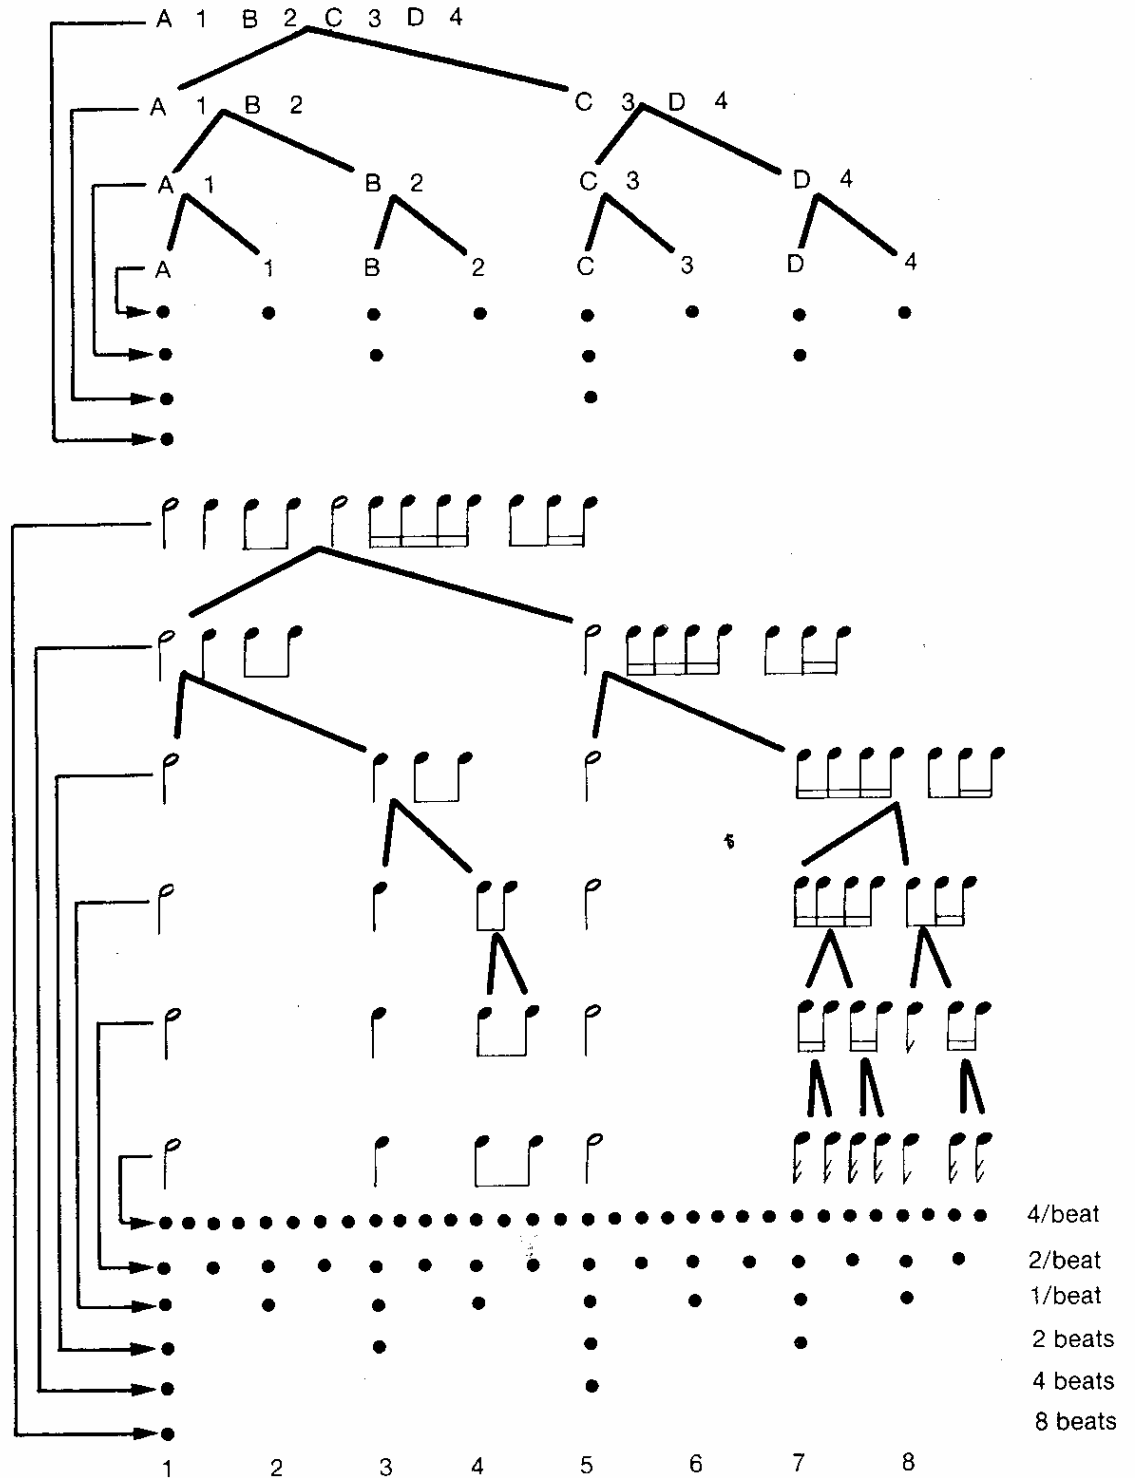 A 1 B 2 C 3 D 4
A 1 B 2 C 3 D 4
A 1 B 2 C 3 D 4
A 1 B 2 C 3 D 4
4/beat
2/beat
1/beat
2 beats
4 beats
8 beats
1 2 3 4 5 6 7 8